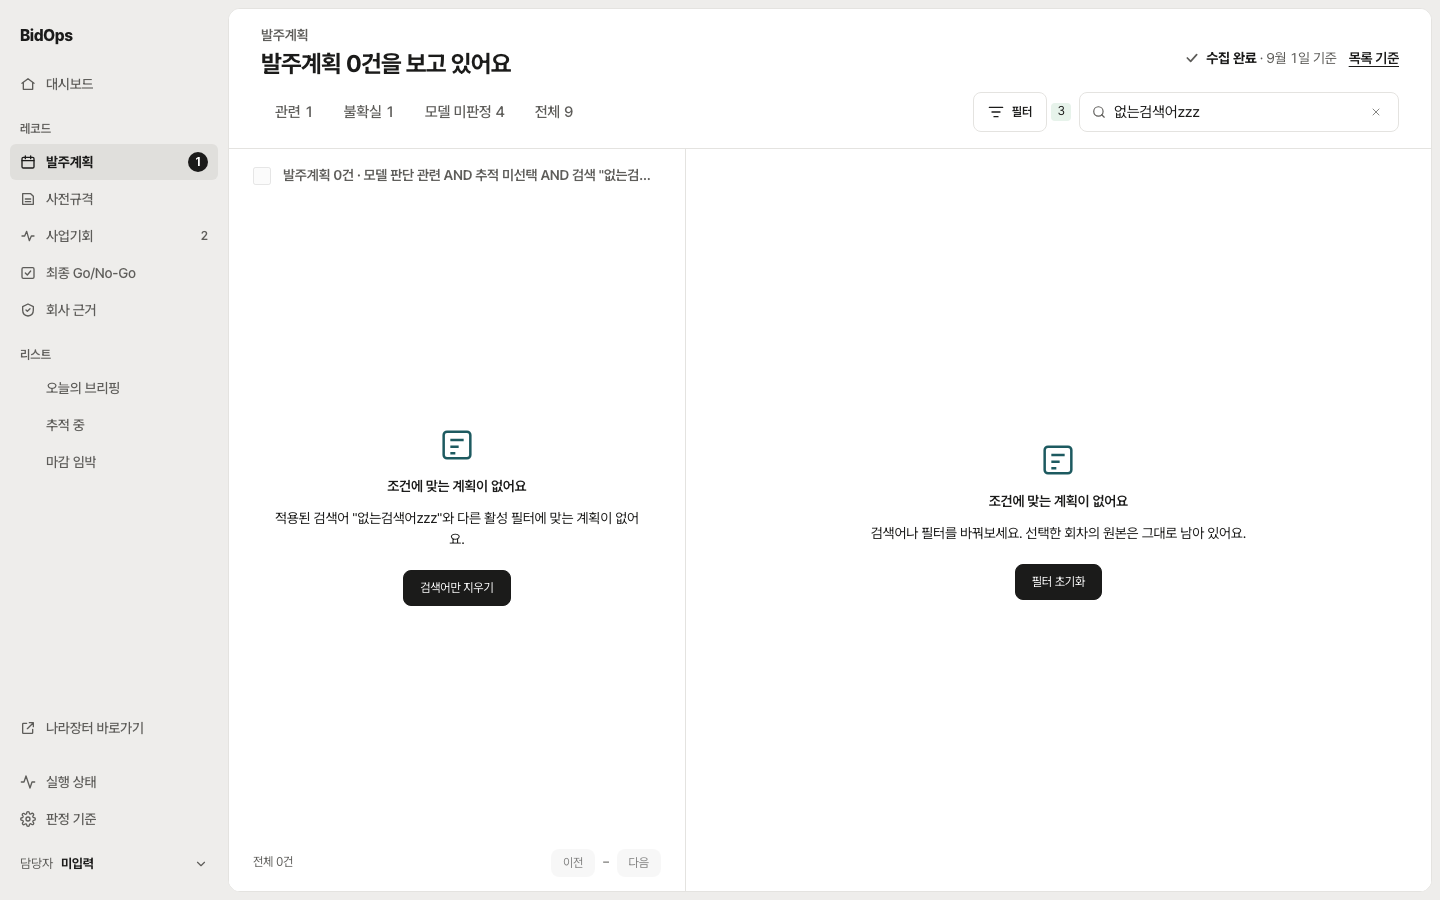 BidOps
대시보드
레코드
발주계획 1
사전규격
사업기회 2
최종 Go/No-Go
회사 근거
리스트
오늘의 브리핑
추적 중
마감 임박
나라장터 바로가기
실행 상태
판정 기준
담당자 미입력
발주계획
발주계획 0건을 보고 있어요
수집 완료 · 9월 1일 기준 목록 기준
관련 1 불확실 1 모델 미판정 4 전체 9
필터 3 없는검색어zzz
발주계획 0건 · 모델 판단 관련 AND 추적 미선택 AND 검색 "없는검...
조건에 맞는 계획이 없어요
적용된 검색어 "없는검색어zzz"와 다른 활성 필터에 맞는 계획이 없어
요.
검색어만 지우기
전체 0건 이전 – 다음
조건에 맞는 계획이 없어요
검색어나 필터를 바꿔보세요. 선택한 회차의 원본은 그대로 남아 있어요.
필터 초기화